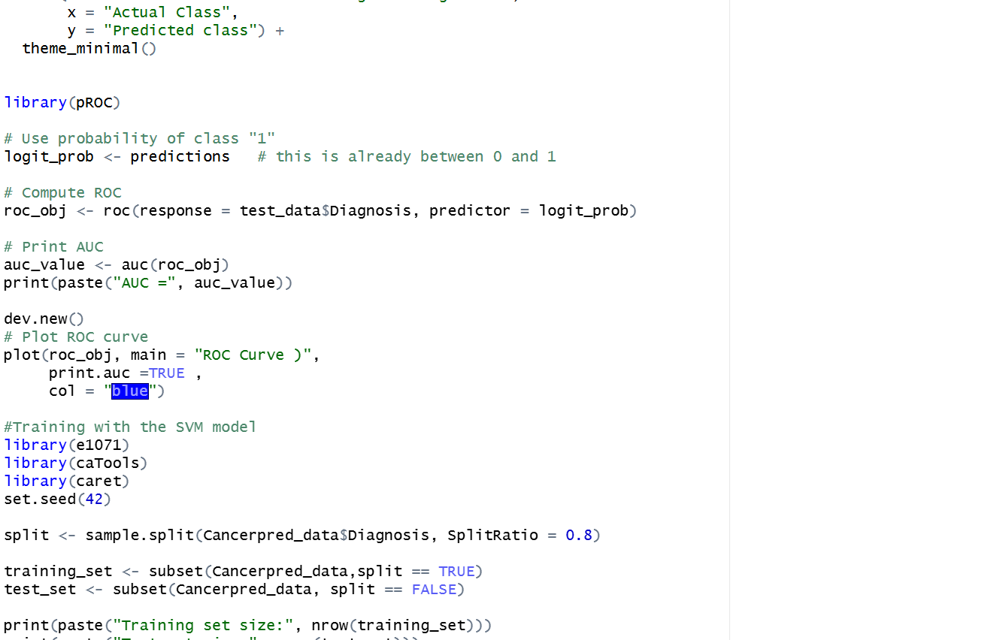 x = "Actual Class",
y = "Predicted class") +
theme_minimal()
library(pROC)
# Use probability of class "1"
logit_prob <- predictions   # this is already between 0 and 1
# Compute ROC
roc_obj <- roc(response = test_data$Diagnosis, predictor = logit_prob)
# Print AUC
auc_value <- auc(roc_obj)
print(paste("AUC =", auc_value))
dev.new()
# Plot ROC curve
plot(roc_obj, main = "ROC Curve )",
print.auc =TRUE ,
col = "blue")
#Training with the SVM model
library(e1071)
library(caTools)
library(caret)
set.seed(42)
split <- sample.split(Cancerpred_data$Diagnosis, SplitRatio = 0.8)
training_set <- subset(Cancerpred_data,split == TRUE)
test_set <- subset(Cancerpred_data, split == FALSE)
print(paste("Training set size:", nrow(training_set)))